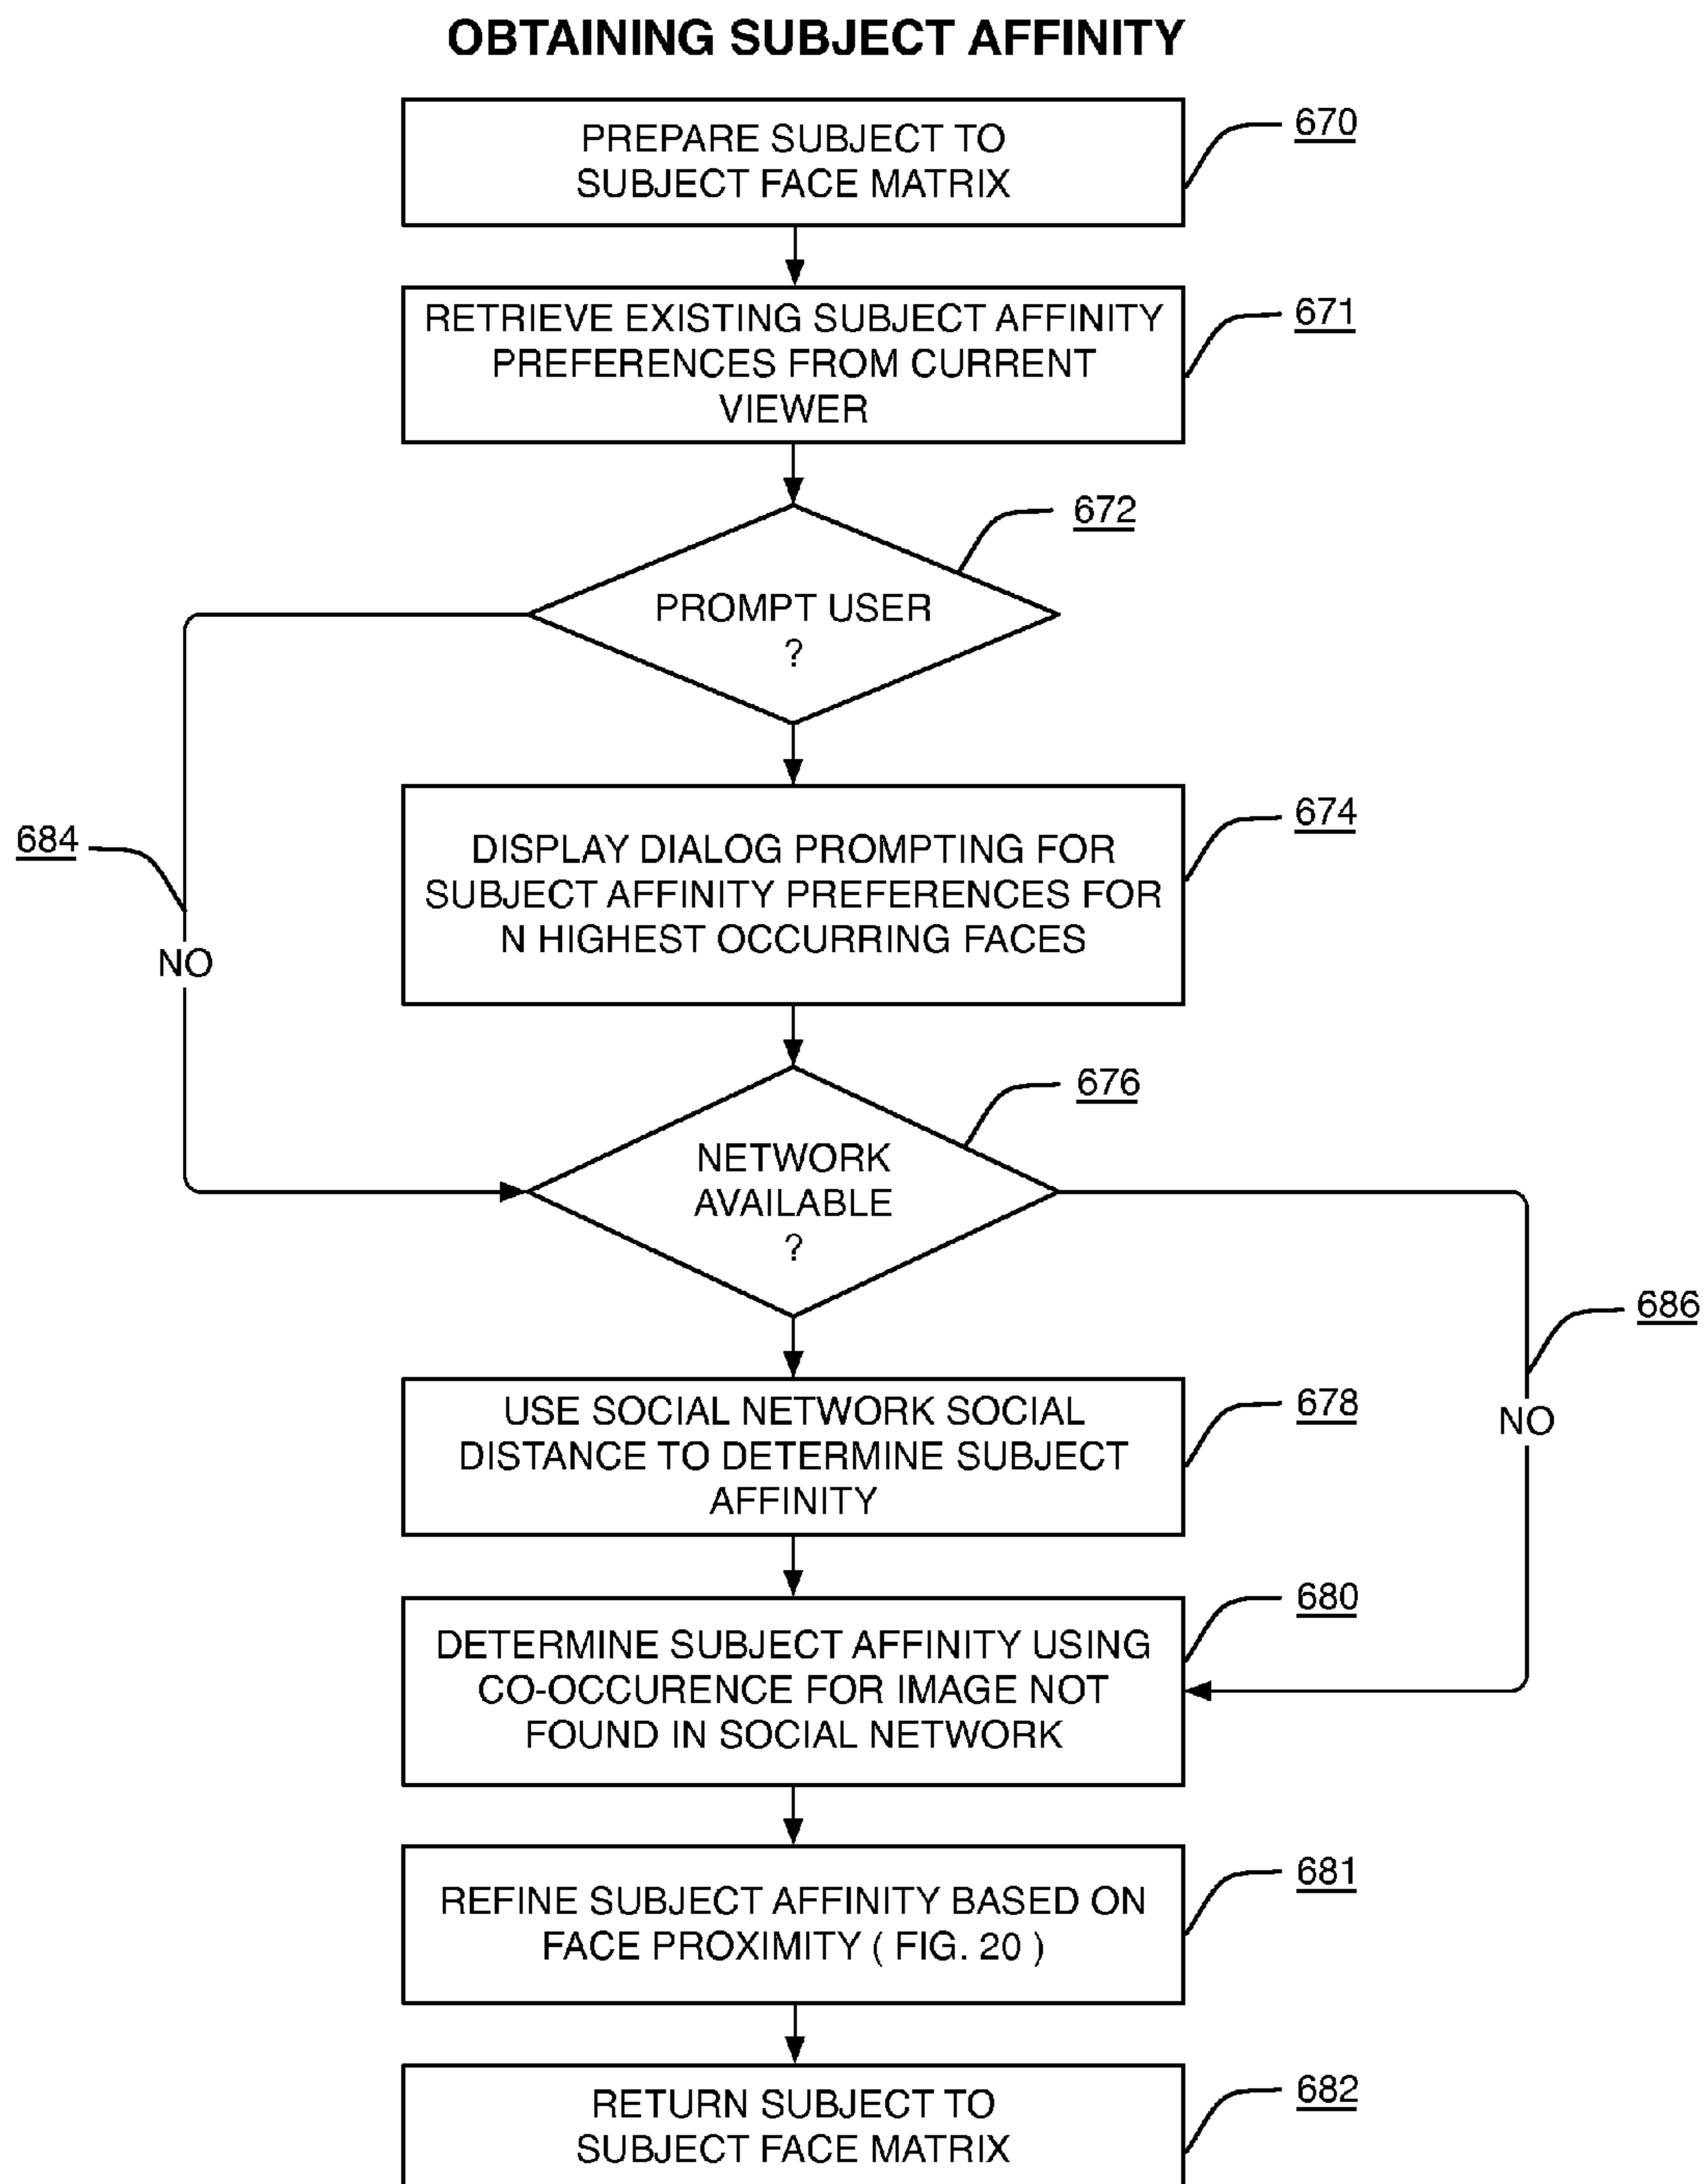 OBTAINING SUBJECT AFFINITY
PREPARE SUBJECT TO
SUBJECT FACE MATRIX
670
RETRIEVE EXISTING SUBJECT AFFINITY
PREFERENCES FROM CURRENT
VIEWER
671
672
PROMPT USER
?
684
NO
DISPLAY DIALOG PROMPTING FOR
SUBJECT AFFINITY PREFERENCES FOR
N HIGHEST OCCURRING FACES
674
676
NETWORK
AVAILABLE
?
686
NO
USE SOCIAL NETWORK SOCIAL
DISTANCE TO DETERMINE SUBJECT
AFFINITY
678
DETERMINE SUBJECT AFFINITY USING
CO-OCCURENCE FOR IMAGE NOT
FOUND IN SOCIAL NETWORK
680
REFINE SUBJECT AFFINITY BASED ON
FACE PROXIMITY ( FIG. 20 )
681
RETURN SUBJECT TO
SUBJECT FACE MATRIX
682